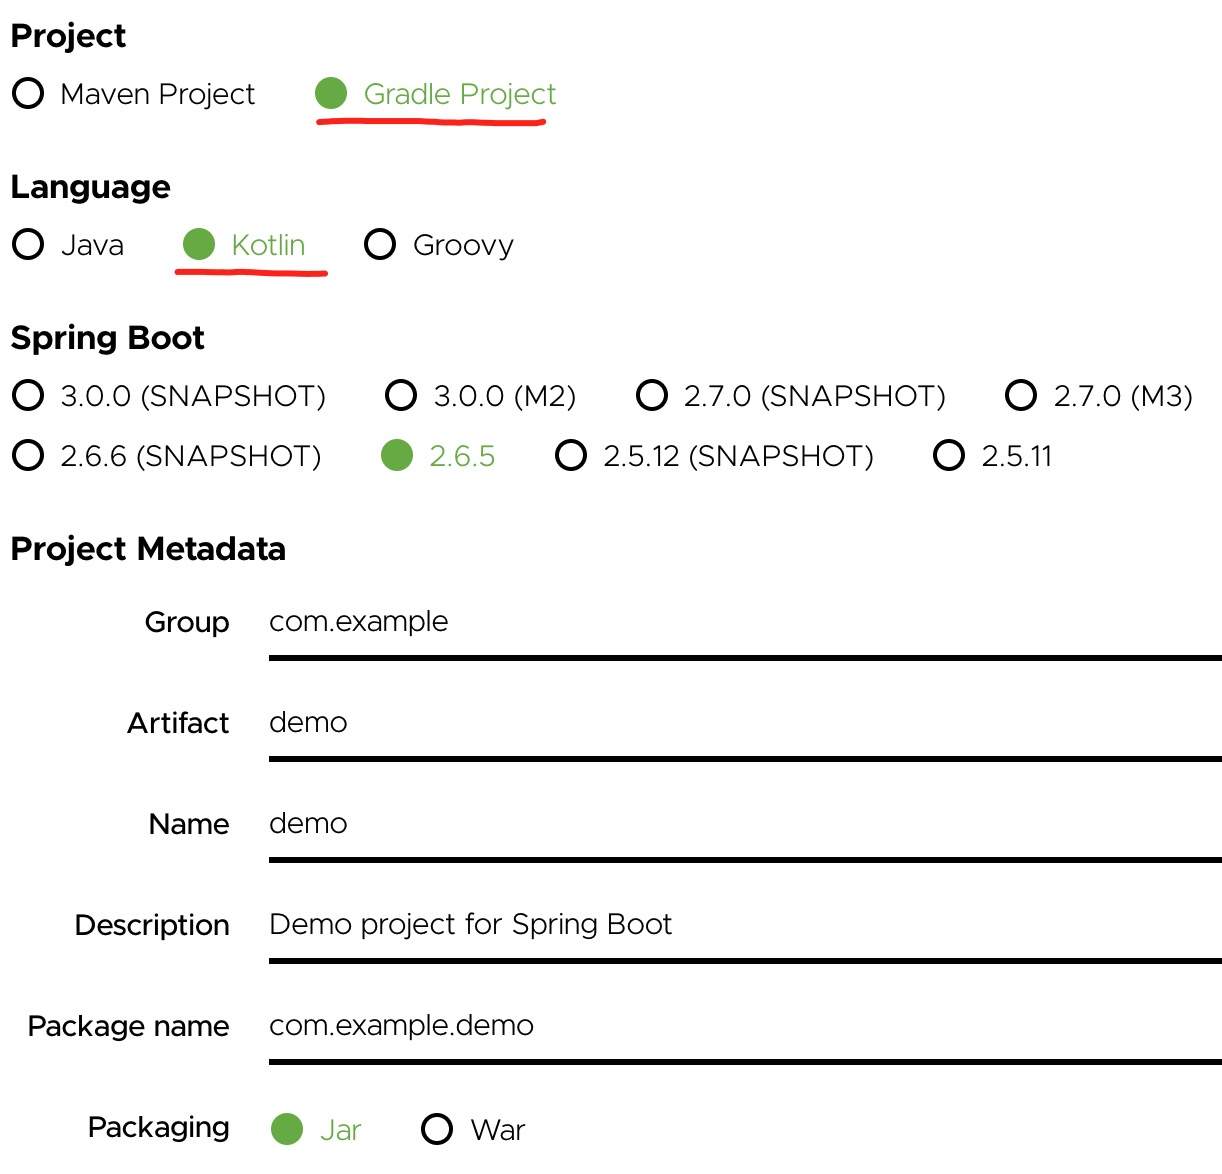 Project
Maven Project Gradle Project
Language
Java Kotlin Groovy
Spring Boot
3.0.0 (SNAPSHOT) 3.0.0 (M2) 2.7.0 (SNAPSHOT) 2.7.0 (M3)
2.6.6 (SNAPSHOT) 2.6.5 2.5.12 (SNAPSHOT) 2.5.11
Project Metadata
Group com.example
Artifact demo
Name demo
Description Demo project for Spring Boot
Package name com.example.demo
Packaging Jar War